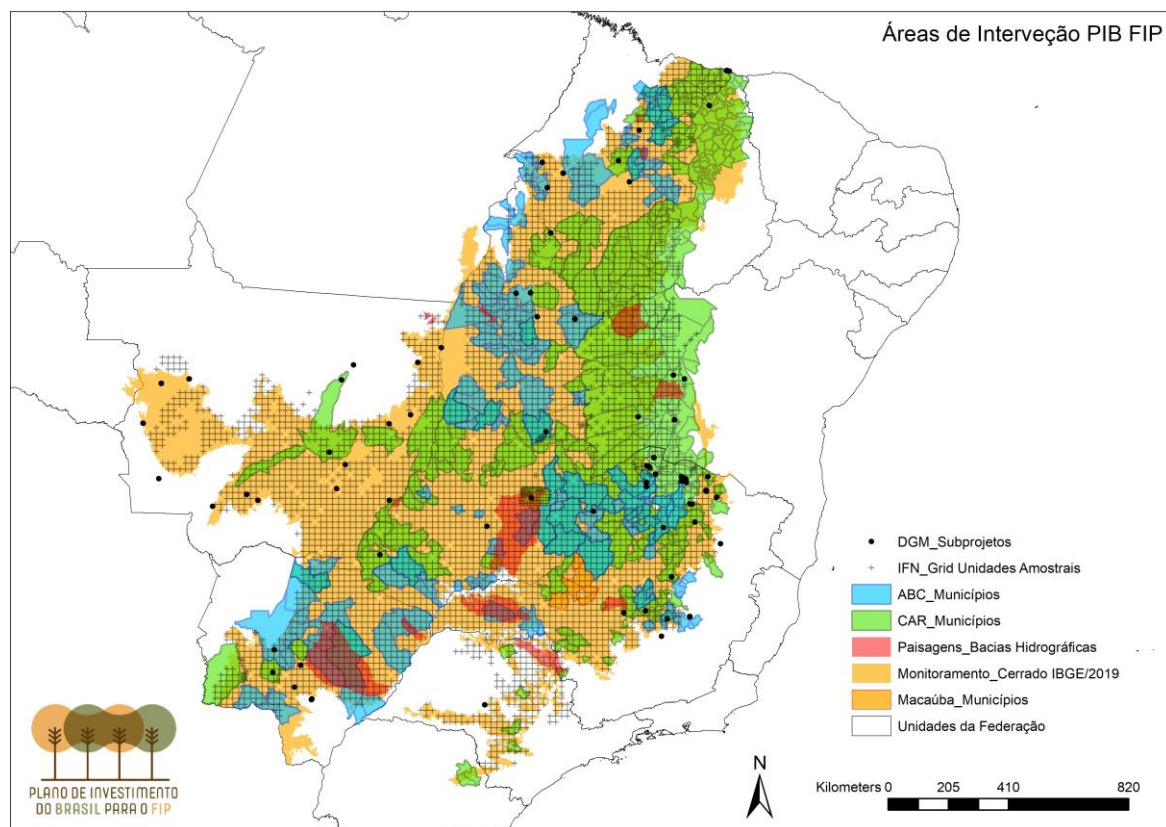 Áreas de Interveção PIB FIP
DGM_Subprojetos
IFN_Grid Unidades Amostrais
ABC_Municípios
CAR_Municípios
Paisagens_Bacias Hidrográficas
Monitoramento_Cerrado IBGE/2019
Macaúba_Municípios
Unidades da Federação
PLANO DE INVESTIMENTO
DO BRASIL PARA O FIP
N
Kilometers 0 205 410 820